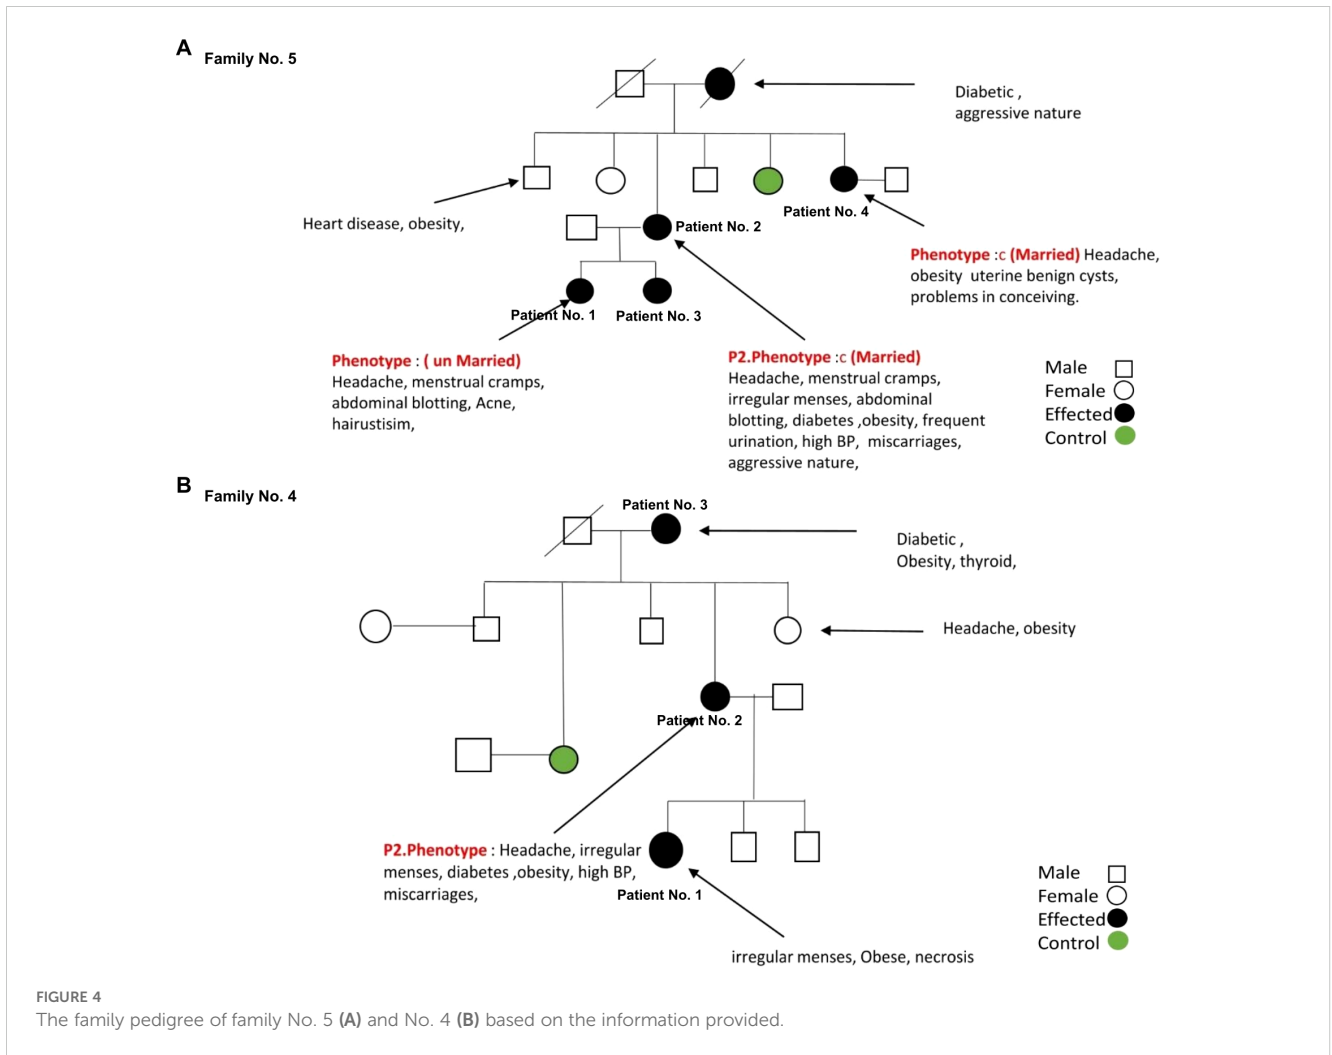 A
Family No. 5
Diabetic ,
aggressive nature
Heart disease, obesity,
Patient No. 4
Patient No. 2
Phenotype :c (Married) Headache,
obesity uterine benign cysts,
problems in conceiving.
Patient No. 1
Patient No. 3
Phenotype : ( un Married)
Headache, menstrual cramps,
abdominal blotting, Acne,
hairustisim,
P2.Phenotype :c (Married)
Headache, menstrual cramps,
irregular menses, abdominal
blotting, diabetes ,obesity, frequent
urination, high BP, miscarriages,
aggressive nature,
Male
Female
Effected
Control
B
Family No. 4
Patient No. 3
Diabetic ,
Obesity, thyroid,
Headache, obesity
Patient No. 2
P2.Phenotype : Headache, irregular
menses, diabetes ,obesity, high BP,
miscarriages,
Patient No. 1
irregular menses, Obese, necrosis
Male
Female
Effected
Control
FIGURE 4
The family pedigree of family No. 5 (A) and No. 4 (B) based on the information provided.